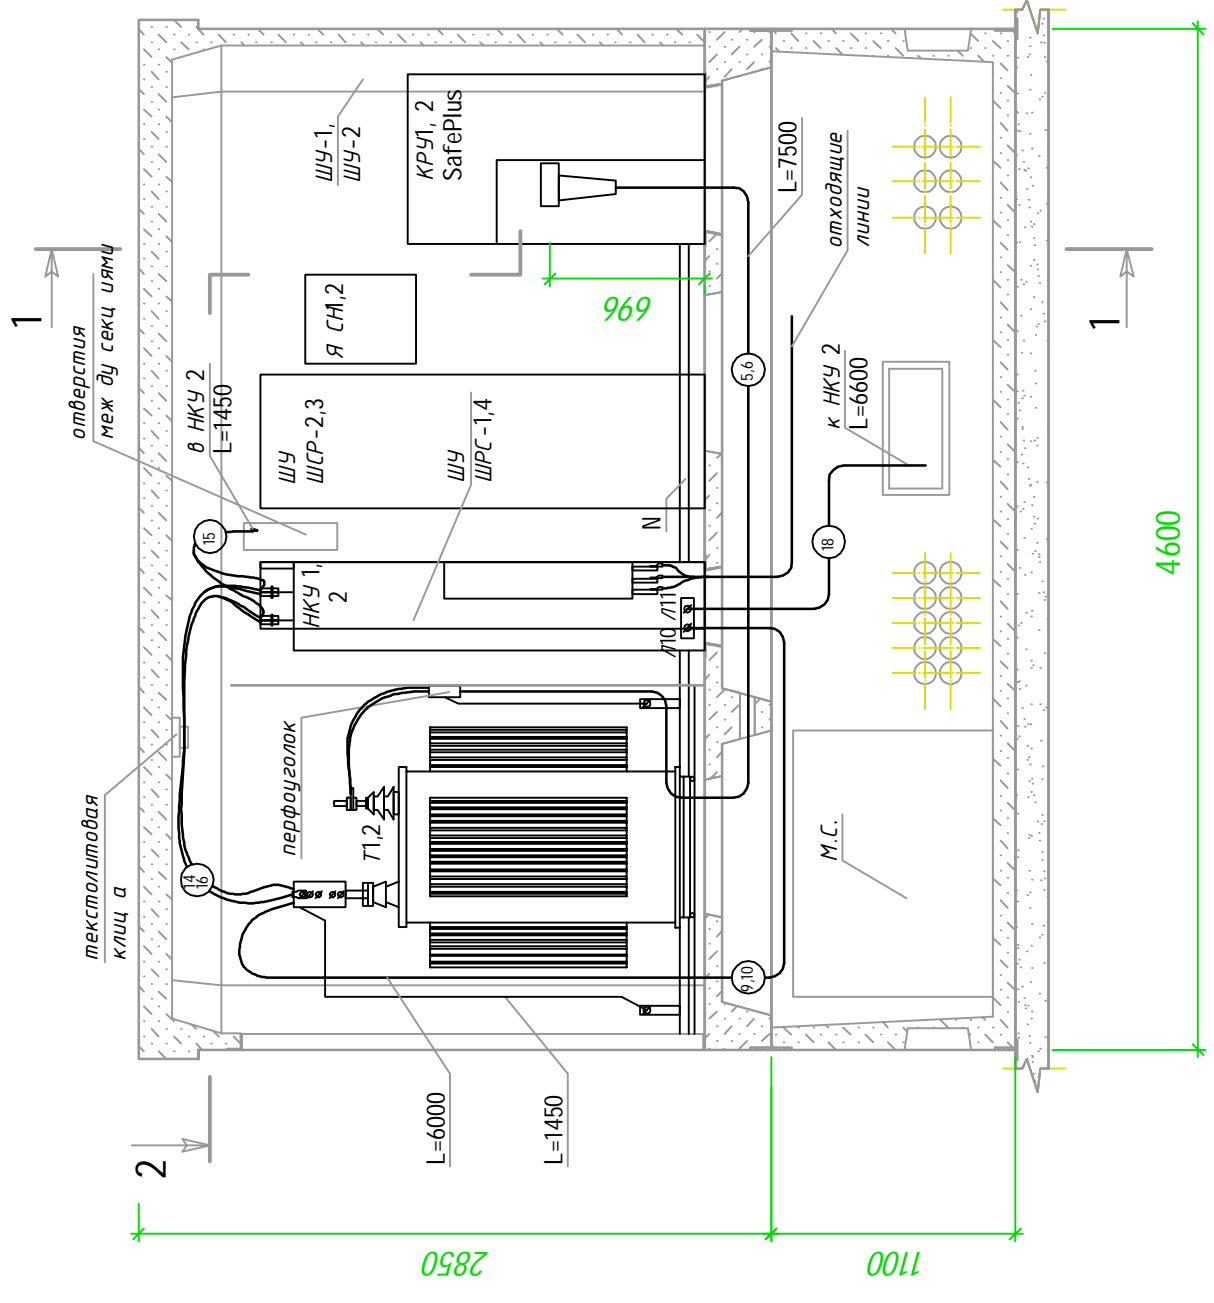 1
отверстия
меж ду секц иями
в НКУ 2
L=1450
ШУ-1,
ШУ-2
КРУ1, 2
SafePlus
Я СН1,2
ШУ
ШСР-2,3
ШУ
ШРС-1,4
НКУ 1,
2
15
N
Л10
Л11
696
L=7500
отходящие
линии
5,6
к НКУ 2
L=6600
18
1
4600
текстолитовая
клиц а
перфоуголок
Т1,2
14
16
9,10
М.С.
2
L=6000
L=1450
2850
1100